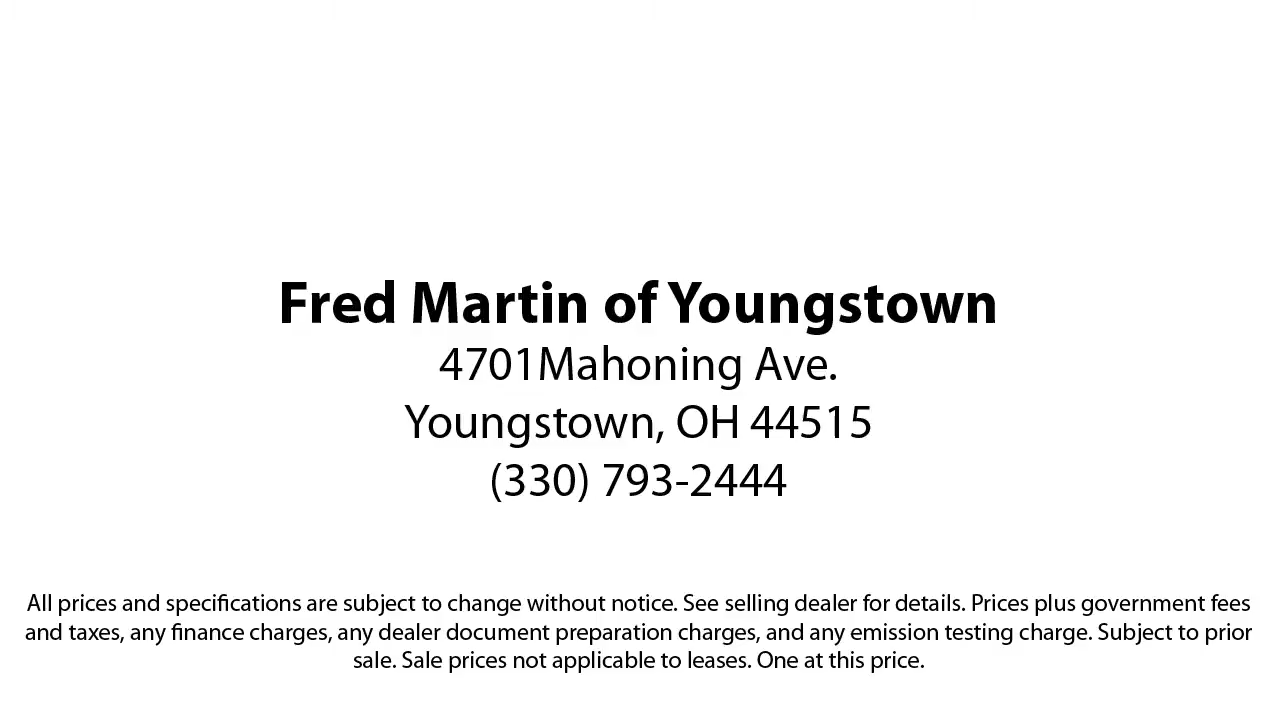 Fred Martin of Youngstown
4701Mahoning Ave.
Youngstown, OH 44515
(330) 793-2444
All prices and specifications are subject to change without notice. See selling dealer for details. Prices plus government fees
and taxes, any finance charges, any dealer document preparation charges, and any emission testing charge. Subject to prior
sale. Sale prices not applicable to leases. One at this price.